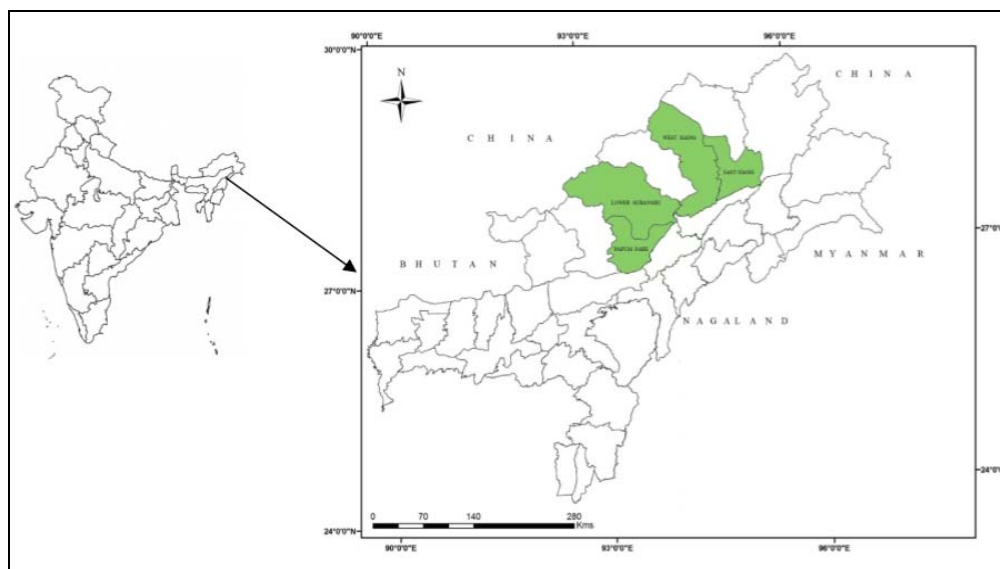 90°0'0"E 93°0'0"E 96°0'0"E
30°0'0"N
N
C H I N A
C H I N A
WEST SIANG
EAST SIANG
LOWER SUBANSIRI
PAPUM PARE
27°0'0"N
B H U T A N
M Y A N M A R
27°0'0"N
N A G A L A N D
24°0'0"N
0 70 140 280
Kms
24°0'0"N
90°0'0"E 93°0'0"E 96°0'0"E